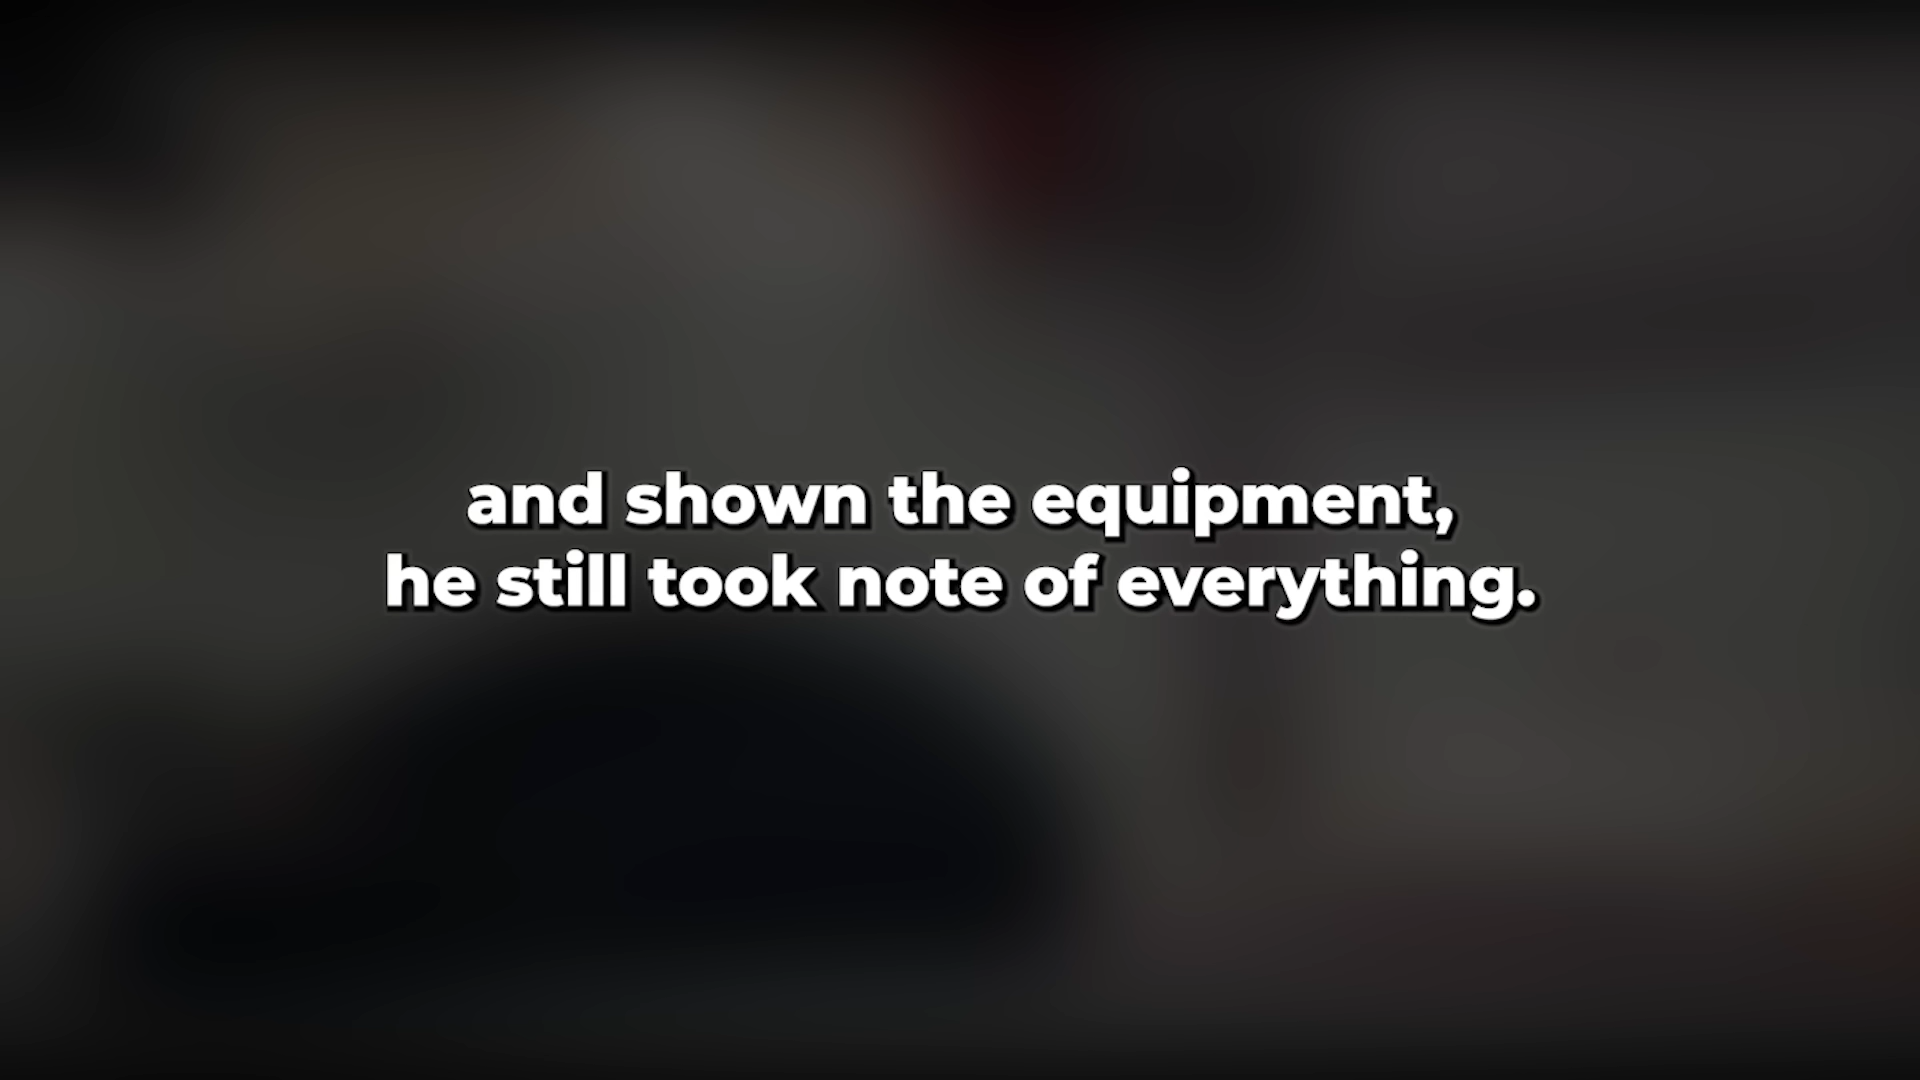 and shown the equipment,
he still took note of everything.